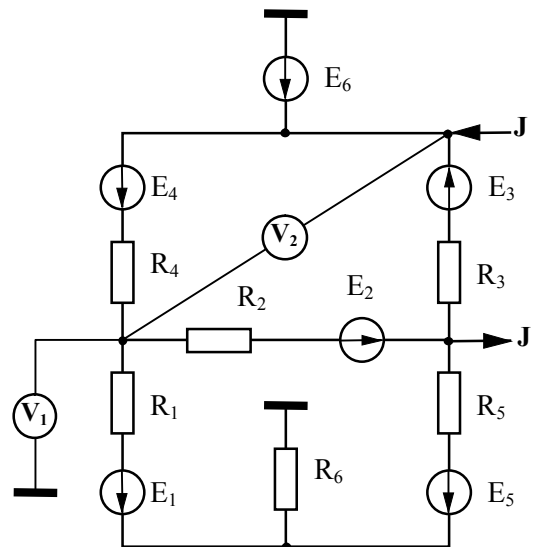 E₆
J
E₄
E₃
V₂
R₄
R₃
R₂
E₂
J
R₁
R₅
V₁
R₆
E₁
E₅